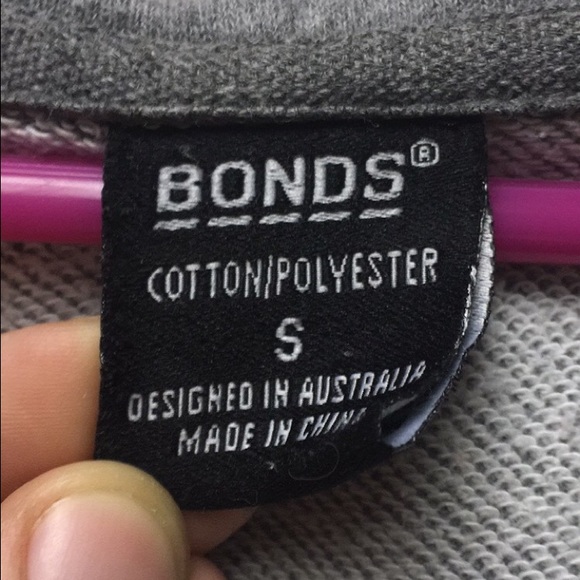 BONDS®
COTTON/POLYESTER
S
DESIGNED IN AUSTRALIA
MADE IN CHINA